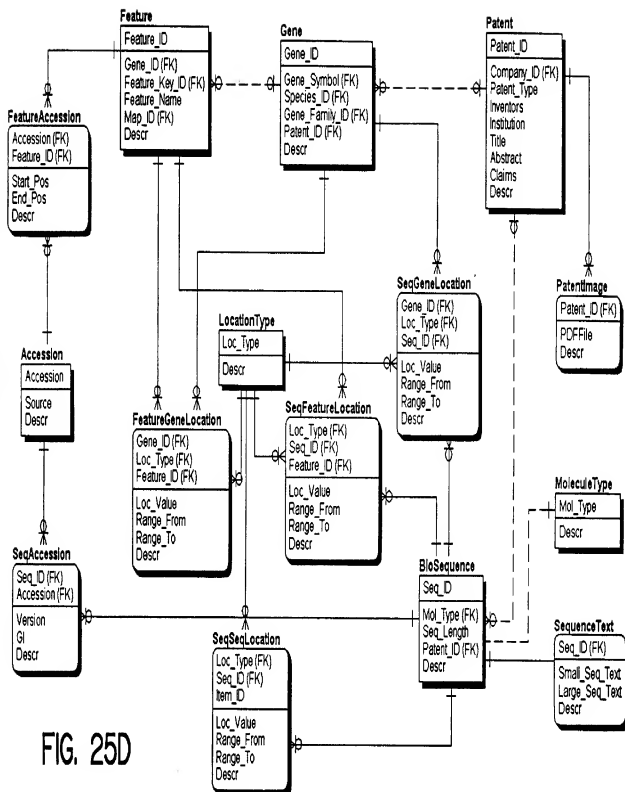 Feature
Feature_ID
Gene_ID (FK)
Feature_Key_ID (FK)
Feature_Name
Map_ID (FK)
Descr
Gene
Gene_ID
Gene_Symbol (FK)
Species_ID (FK)
Gene_Family_ID (FK)
Patent_ID (FK)
Descr
Patent
Patent_ID
Company_ID (FK)
Patent_Type
Inventors
Institution
Title
Abstract
Claims
Descr
FeatureAccession
Accession (FK)
Feature_ID (FK)
Start_Pos
End_Pos
Descr
SeqGeneLocation
Gene_ID (FK)
Loc_Type (FK)
Seq_ID (FK)
Loc_Value
Range_From
Range_To
Descr
PatentImage
Patent_ID (FK)
PDFFile
Descr
LocationType
Loc_Type
Descr
Accession
Accession
Source
Descr
FeatureGeneLocation
Gene_ID (FK)
Loc_Type (FK)
Feature_ID (FK)
Loc_Value
Range_From
Range_To
Descr
SeqFeatureLocation
Loc_Type (FK)
Seq_ID (FK)
Feature_ID (FK)
Loc_Value
Range_From
Range_To
Descr
MoleculeType
Mol_Type
Descr
SeqAccession
Seq_ID (FK)
Accession (FK)
Version
GI
Descr
BioSequence
Seq_ID
Mol_Type (FK)
Seq_Length
Patent_ID (FK)
Descr
SequenceText
Seq_ID (FK)
Small_Seq_Text
Large_Seq_Text
Descr
SeqSeqLocation
Loc_Type (FK)
Seq_ID (FK)
Item_ID
Loc_Value
Range_From
Range_To
Descr
FIG. 25D